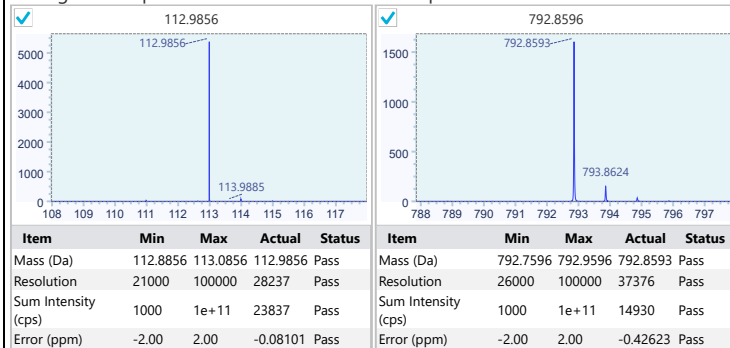 112.9856
792.8596
112.9856
5000
4000
3000
2000
1000
0
113.9885
108 109 110 111 112 113 114 115 116 117
792.8593
1500
1000
500
0
793.8624
788 789 790 791 792 793 794 795 796 797
Item Min Max Actual Status
Mass (Da) 112.8856 113.0856 112.9856 Pass
Resolution 21000 100000 28237 Pass
Sum Intensity
(cps) 1000 1e+11 23837 Pass
Error (ppm) -2.00 2.00 -0.08101 Pass
Item Min Max Actual Status
Mass (Da) 792.7596 792.9596 792.8593 Pass
Resolution 26000 100000 37376 Pass
Sum Intensity
(cps) 1000 1e+11 14930 Pass
Error (ppm) -2.00 2.00 -0.42623 Pass